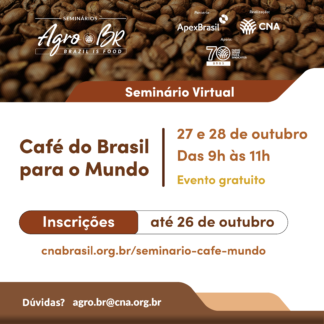 SEMINÁRIOS
Agro.BR
BRAZIL IS FOOD
ApexBrasil
CNA
70
ANOS
Seminário Virtual
Café do Brasil
para o Mundo
27 e 28 de outubro
Das 9h às 11h
Evento gratuito
Inscrições
até 26 de outubro
cnabrasil.org.br/seminario-cafe-mundo
Dúvidas? agro.br@cna.org.br